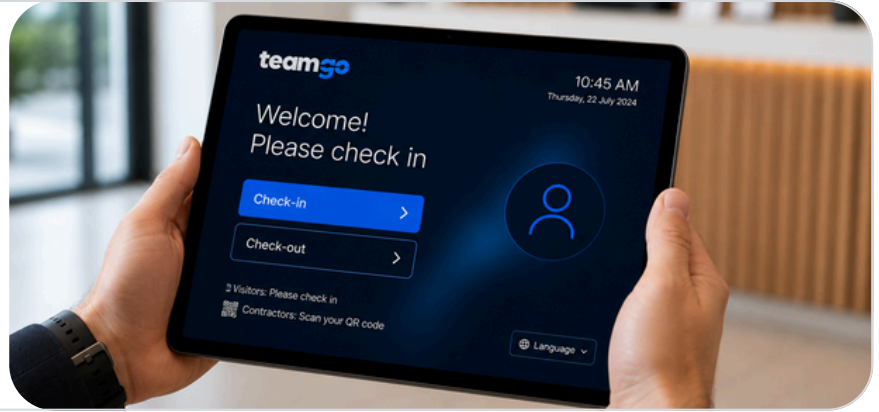 teamgo
10:45 AM
Thursday, 22 July 2024
Welcome!
Please check in
Check-in
Check-out
Visitors: Please check in
Contractors: Scan your QR code
Language